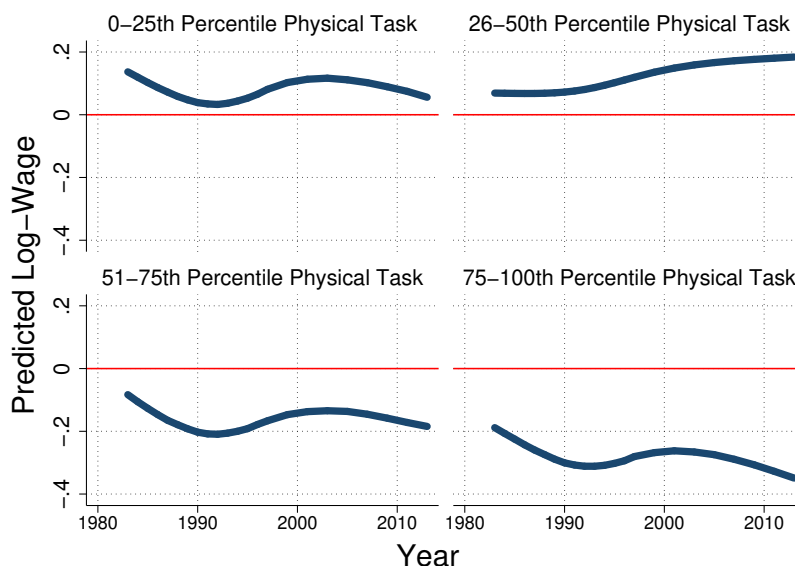 0−25th Percentile Physical Task
26−50th Percentile Physical Task
.2
0
−.2
−.4
51−75th Percentile Physical Task
75−100th Percentile Physical Task
.2
0
−.2
−.4
1980
1990
2000
2010
1980
1990
2000
2010
Predicted Log−Wage
Year